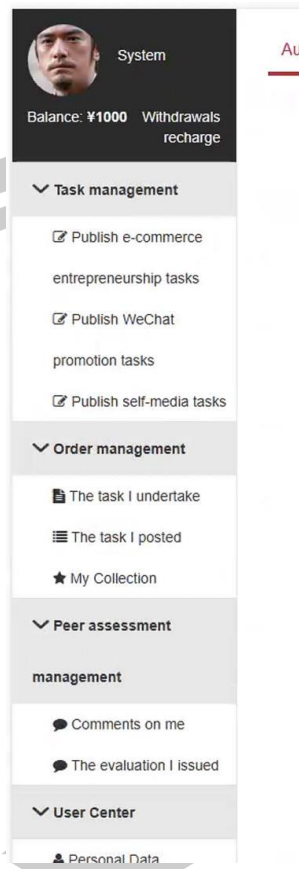 System
Au
Balance: ¥1000 Withdrawals
recharge
Task management
Publish e-commerce
entrepreneurship tasks
Publish WeChat
promotion tasks
Publish self-media tasks
Order management
The task I undertake
The task I posted
My Collection
Peer assessment
management
Comments on me
The evaluation I issued
User Center
Personal Data